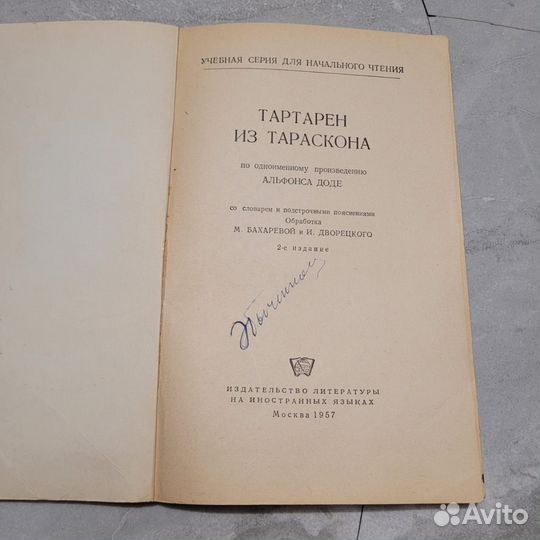 УЧЕБНАЯ СЕРИЯ ДЛЯ НАЧАЛЬНОГО ЧТЕНИЯ
ТАРТАРЕН
ИЗ ТАРАСКОНА
по одноименному произведению
АЛЬФОНСА ДОДЕ
со словарем и подстрочными пояснениями
Обработка
М. БАХАРЕВОЙ и И. ДВОРЕЦКОГО
2-е издание
ИЗДАТЕЛЬСТВО ЛИТЕРАТУРЫ
НА ИНОСТРАННЫХ ЯЗЫКАХ
Москва 1957
Avito